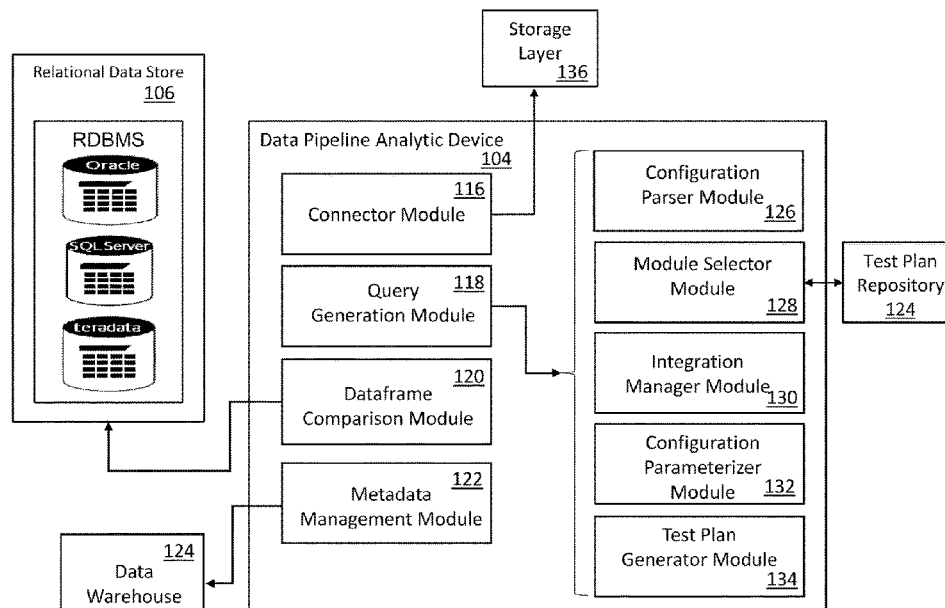 Storage
Layer
136
Relational Data Store
106
RDBMS
Oracle
SQL Server
teradata
Data Pipeline Analytic Device
104
116
Connector Module
118
Query
Generation Module
120
Dataframe
Comparison Module
122
Metadada
Management Module
124
Data
Warehouse
Configuration
Parser Module
126
Module Selector
Module
128
Integration
Manager Module
130
Configuration
Parameterizer
Module
132
Test Plan
Generator Module
134
Test Plan
Repository
124